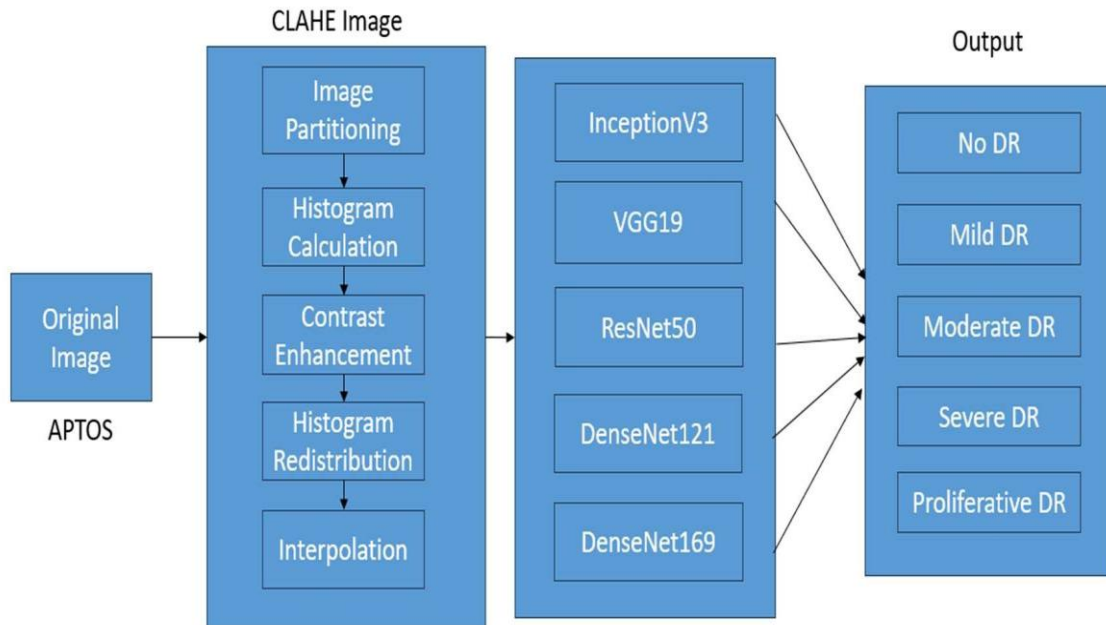 Original
Image
APTOS
CLAHE Image
Image
Partitioning
Histogram
Calculation
Contrast
Enhancement
Histogram
Redistribution
Interpolation
InceptionV3
VGG19
ResNet50
DenseNet121
DenseNet169
Output
No DR
Mild DR
Moderate DR
Severe DR
Proliferative DR